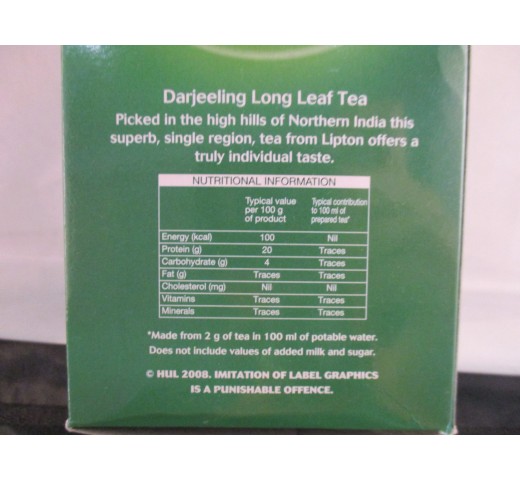 Darjeeling Long Leaf Tea
Picked in the high hills of Northern India this
superb, single region, tea from Lipton offers a
truly individual taste.
NUTRITIONAL INFORMATION
Typical value per 100 g of product Typical contribution to 100 ml of prepared tea*
Energy (kcal) 100 Nil
Protein (g) 20 Traces
Carbohydrate (g) 4 Traces
Fat (g) Traces Traces
Cholesterol (mg) Nil Nil
Vitamins Traces Traces
Minerals Traces Traces
*Made from 2 g of tea in 100 ml of potable water.
Does not include values of added milk and sugar.
© HUL 2008. IMITATION OF LABEL GRAPHICS
IS A PUNISHABLE OFFENCE.